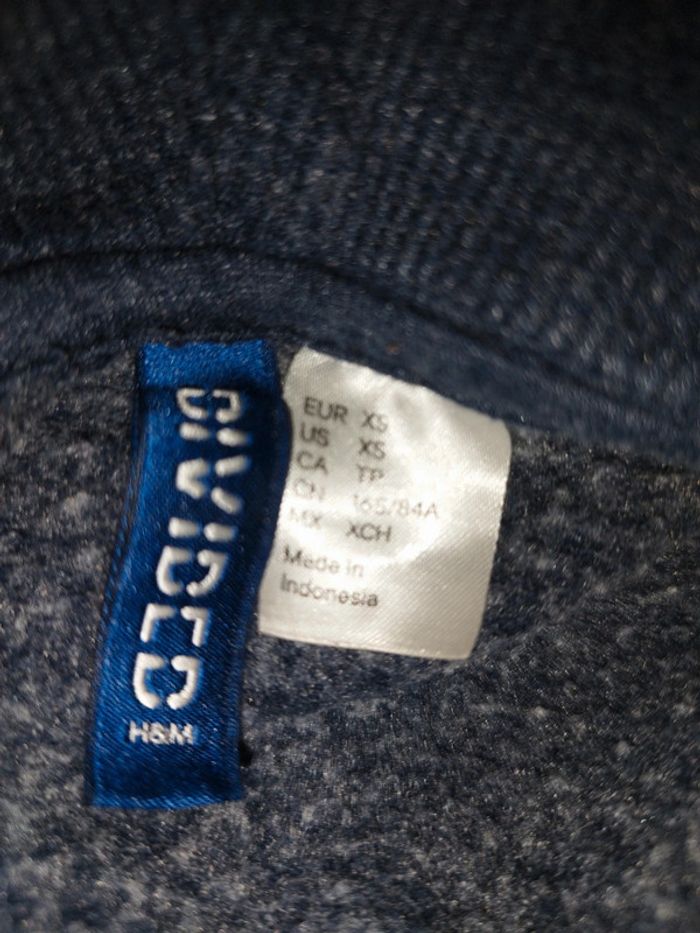 DIVIDED
H&M
EUR XS
US XS
CA TP
CN 165/84A
MX XCH
Made in
Indonesia